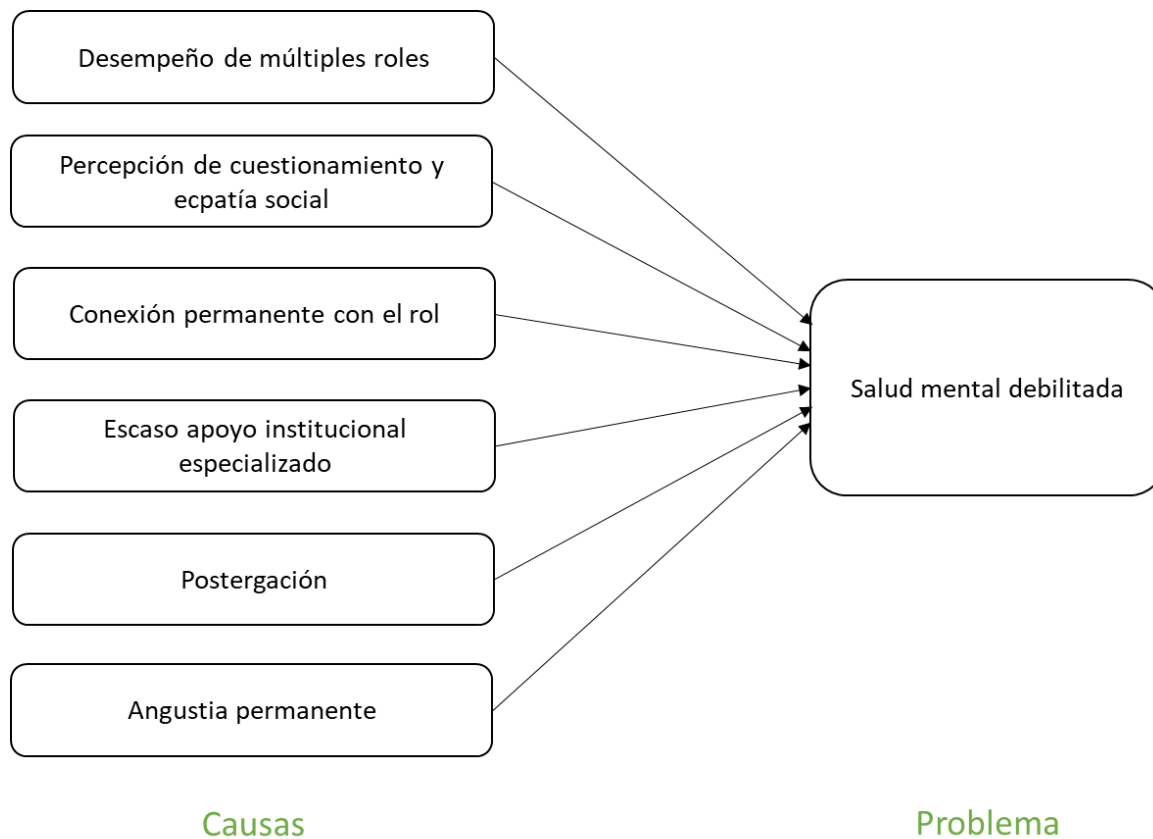 Desempeño de múltiples roles
Percepción de cuestionamiento y
ecpatía social
Conexión permanente con el rol
Escaso apoyo institucional
especializado
Postergación
Angustia permanente
Salud mental debilitada
Causas
Problema